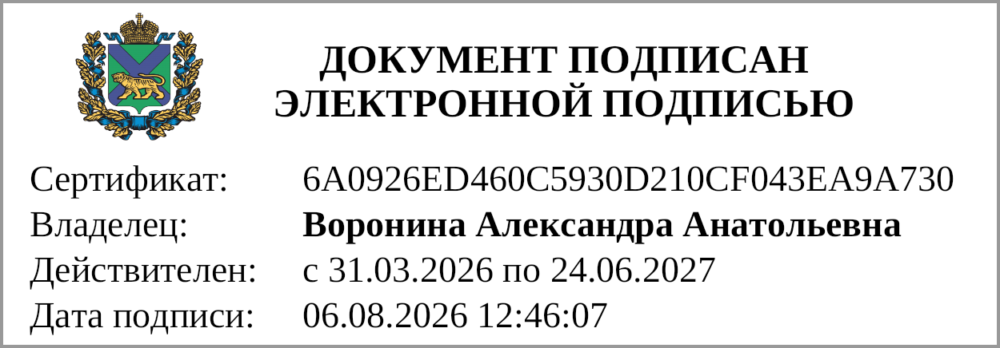 ДОКУМЕНТ ПОДПИСАН
ЭЛЕКТРОННОЙ ПОДПИСЬЮ
Сертификат: 6A0926ED460C5930D210CF043EA9A730
Владелец: Воронина Александра Анатольевна
Действителен: с 31.03.2026 по 24.06.2027
Дата подписи: 06.08.2026 12:46:07